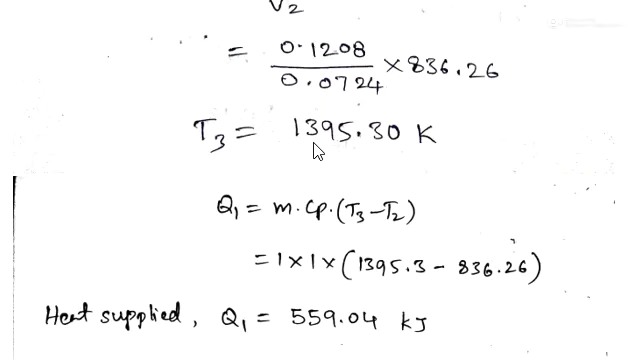 V2
= 0.1208 / 0.0724 × 836.26
T3 = 1395.30 K
Q1 = m.Cp.(T3-T2)
= 1×1×(1395.3 - 836.26)
Heat supplied, Q1 = 559.04 kJ